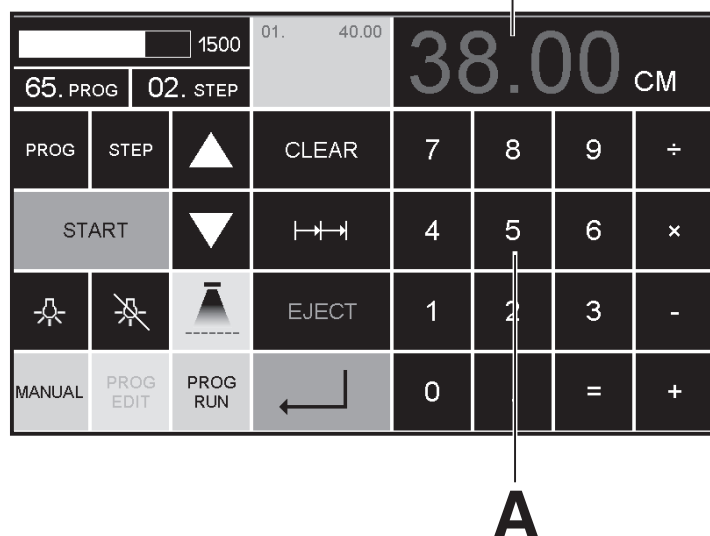 1500
01. 40.00
38.00 CM
65. PROG 02. STEP
PROG STEP CLEAR 7 8 9 ÷
START 4 5 6 ×
EJECT 1 2 3 -
MANUAL PROG EDIT PROG RUN 0 . = +
A